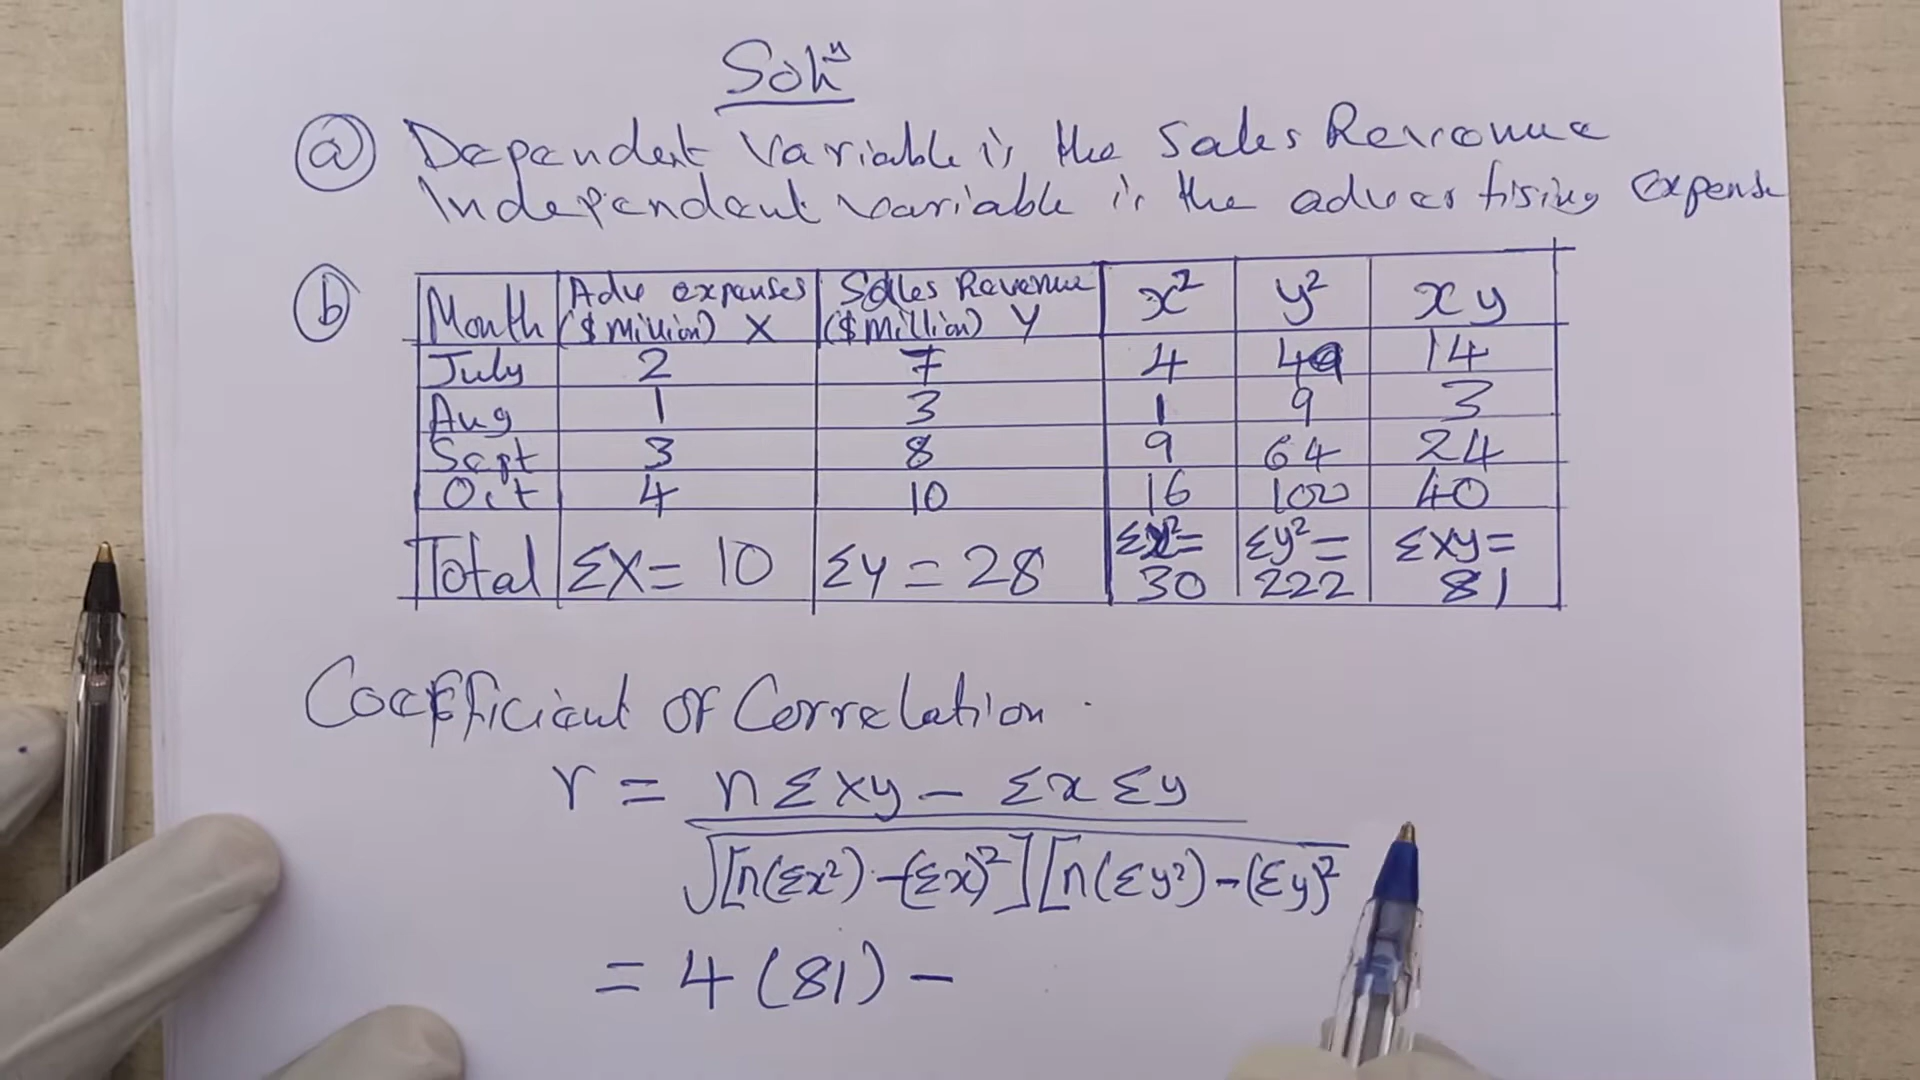 Solⁿ
(a) Dependent variable is the Sales Revenue
Independent variable is the advertising expense
(b)
Month | Adv expenses ($ million) X | Sales Revenue ($ million) Y | x² | y² | xy
July | 2 | 7 | 4 | 49 | 14
Aug | 1 | 3 | 1 | 9 | 3
Sept | 3 | 8 | 9 | 64 | 24
Oct | 4 | 10 | 16 | 100 | 40
Total | Σx = 10 | Σy = 28 | Σx² = 30 | Σy² = 222 | Σxy = 81
Coefficient of Correlation.
r = nΣxy - ΣxΣy
√[n(Σx²) - (Σx)²][n(Σy²) - (Σy)²
= 4(81) -